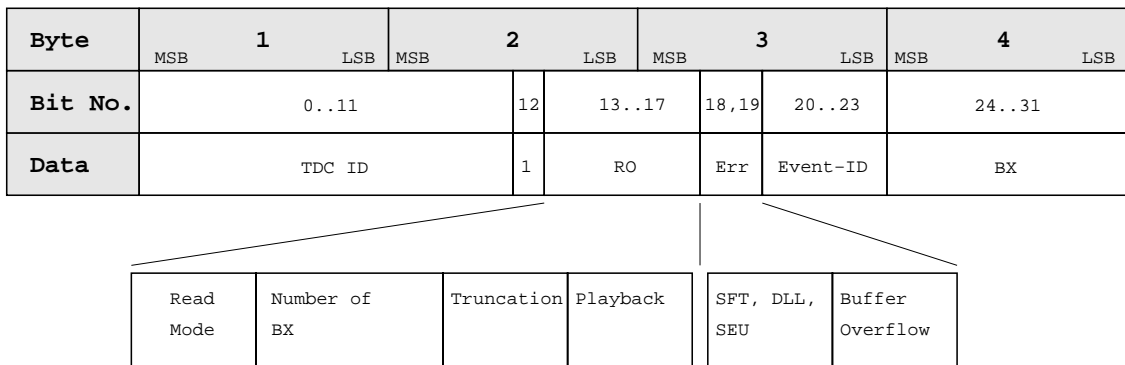 Byte 1 2 3 4
MSB LSB MSB LSB MSB LSB MSB LSB
Bit No. 0..11 12 13..17 18,19 20..23 24..31
Data TDC ID 1 RO Err Event-ID BX
Read Number of Truncation Playback SFT, DLL, Buffer
Mode BX SEU Overflow